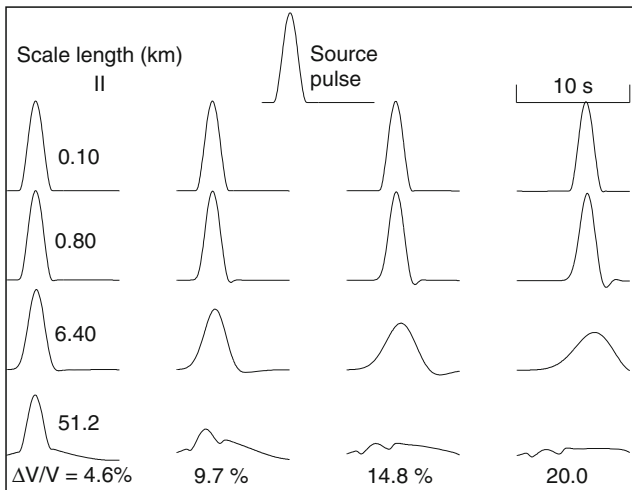 Scale length (km)
II
Source
pulse
10 s
0.10
0.80
6.40
51.2
ΔV/V = 4.6%
9.7 %
14.8 %
20.0